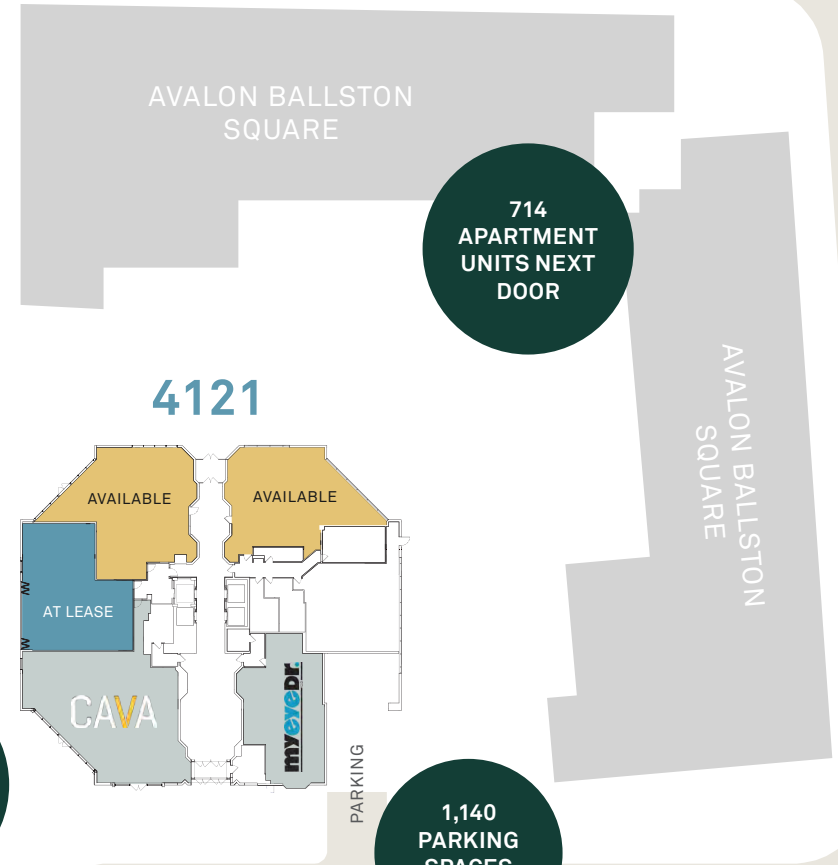 AVALON BALLSTON
SQUARE
714
APARTMENT
UNITS NEXT
DOOR
AVALON BALLSTON
SQUARE
4121
AVAILABLE
AVAILABLE
AT LEASE
CAVA
myeyeDr.
PARKING
1,140
PARKING
SPACES